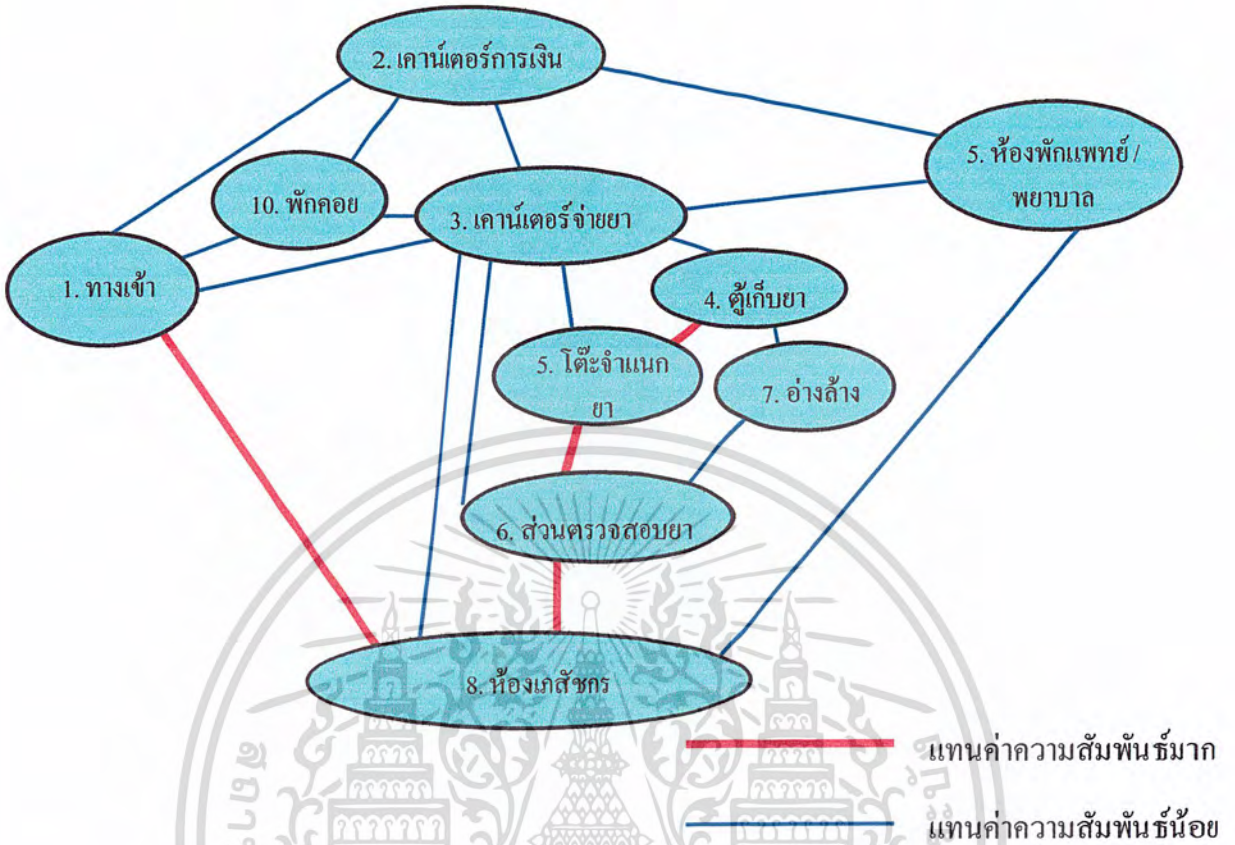 2. เคาน์เตอร์การเงิน
5. ห้องพักแพทย์/
พยาบาล
10. พักคอย
3. เคาน์เตอร์จ่ายยา
1. ทางเข้า
4. ตู้เก็บยา
5. โต๊ะจำแนก
ยา
7. อ่างล้าง
6. ส่วนตรวจสอบยา
8. ห้องเภสัชกร
แทนค่าความสัมพันธ์มาก
แทนค่าความสัมพันธ์น้อย